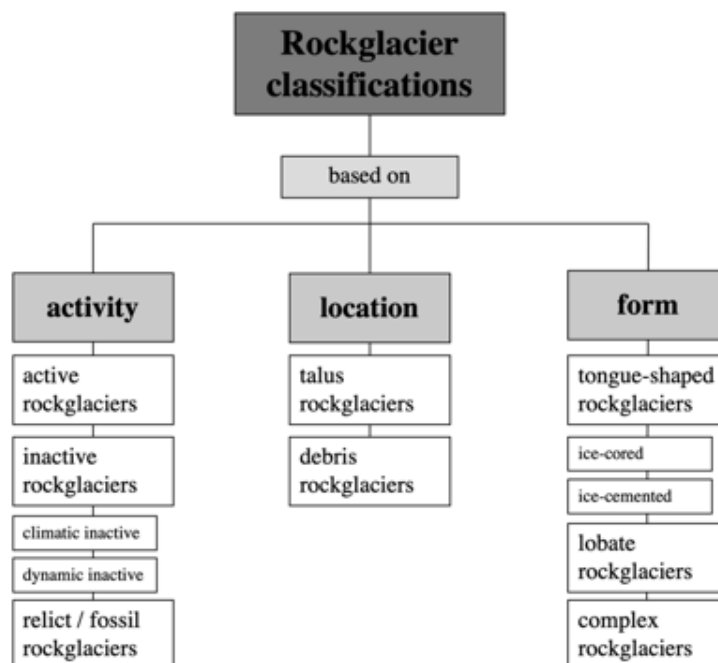 Rockglacier
classifications
based on
activity
active
rockglaciers
inactive
rockglaciers
climatic inactive
dynamic inactive
relict / fossil
rockglaciers
location
talus
rockglaciers
debris
rockglaciers
form
tongue-shaped
rockglaciers
ice-cored
ice-cemented
lobate
rockglaciers
complex
rockglaciers